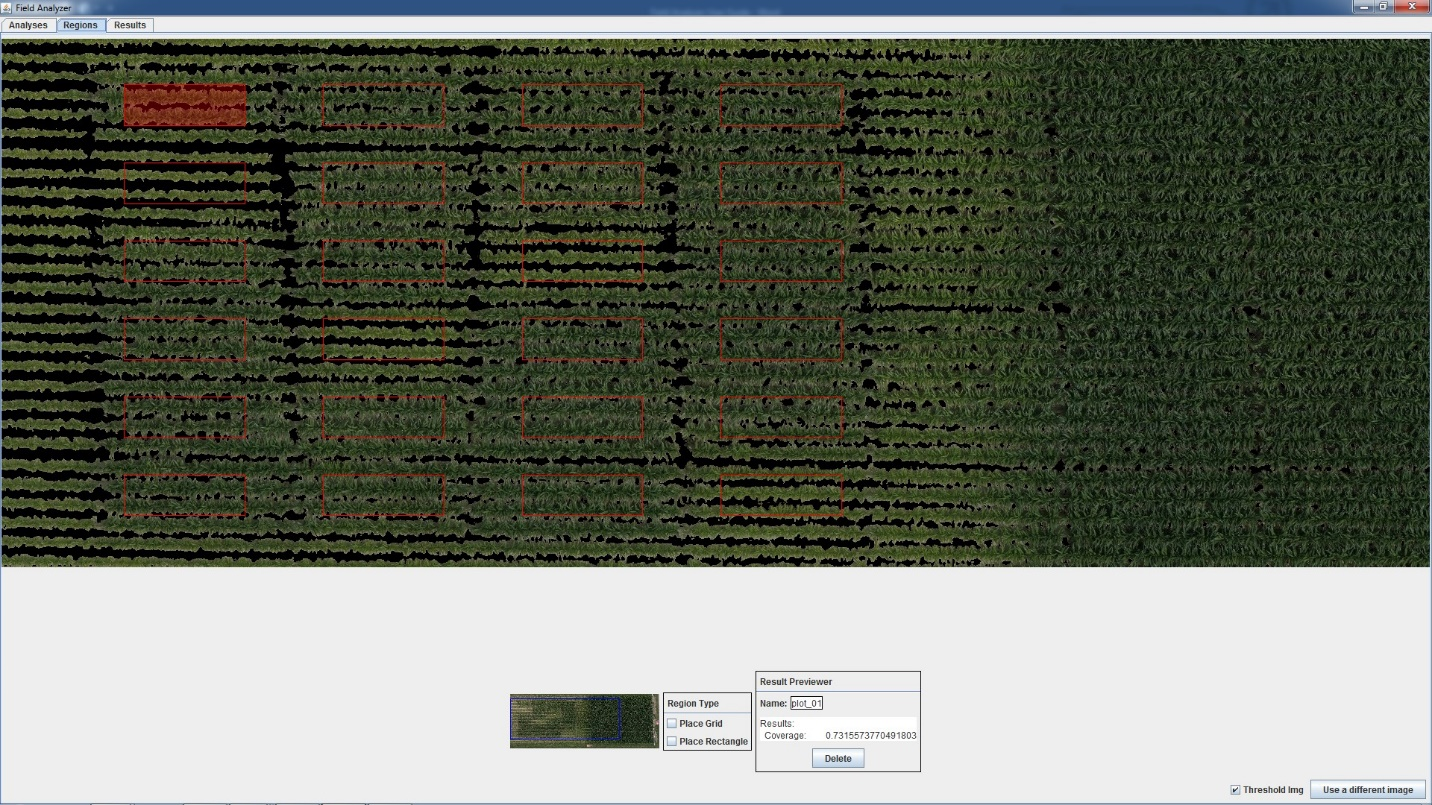 Field Analyzer
Analyses Regions Results
Result Previewer
Region Type
Name: plot_01
Place Grid
Results:
Place Rectangle
Coverage: 0.7315573770491803
Delete
Threshold Img Use a different image